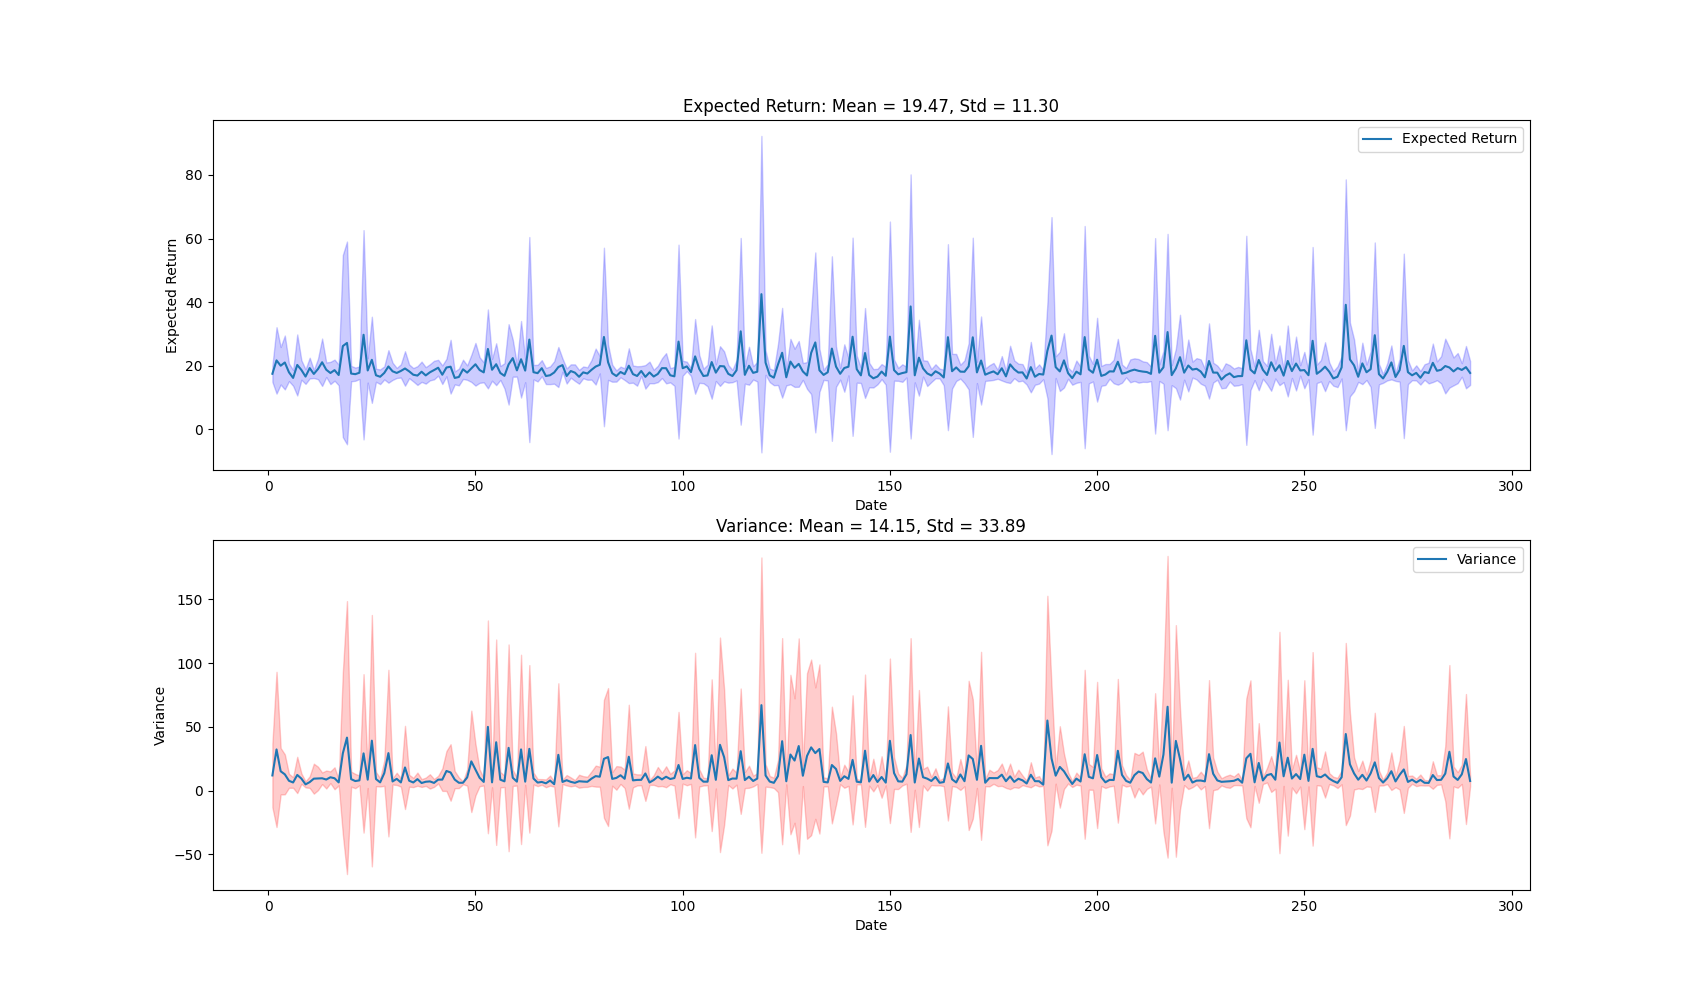 Expected Return: Mean = 19.47, Std = 11.30
Expected Return
80
60
40
20
0
Expected Return
0 50 100 150 200 250 300
Date
Variance: Mean = 14.15, Std = 33.89
Variance
150
100
50
0
−50
Variance
0 50 100 150 200 250 300
Date